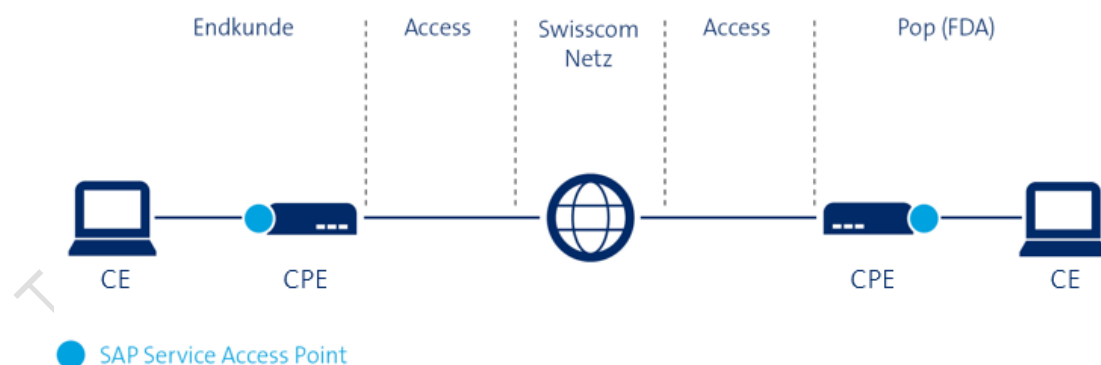 Endkunde
Access
Swisscom
Netz
Access
Pop (FDA)
CE
CPE
CPE
CE
SAP Service Access Point